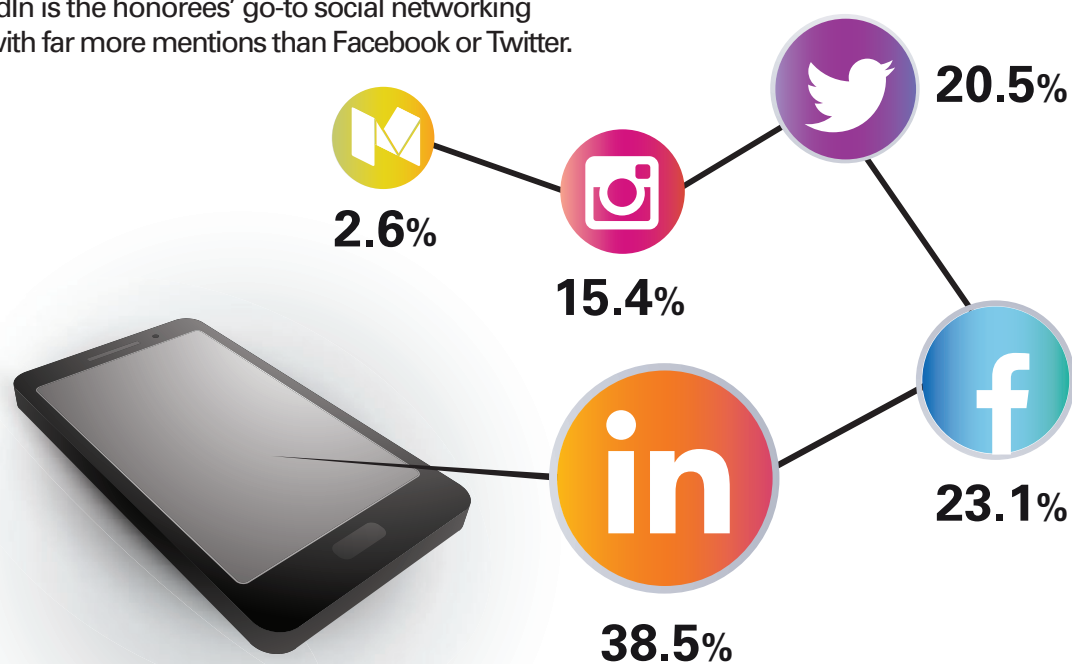 dIn is the honorees’ go-to social networking
with far more mentions than Facebook or Twitter.
20.5%
2.6%
15.4%
in
f
23.1%
38.5%